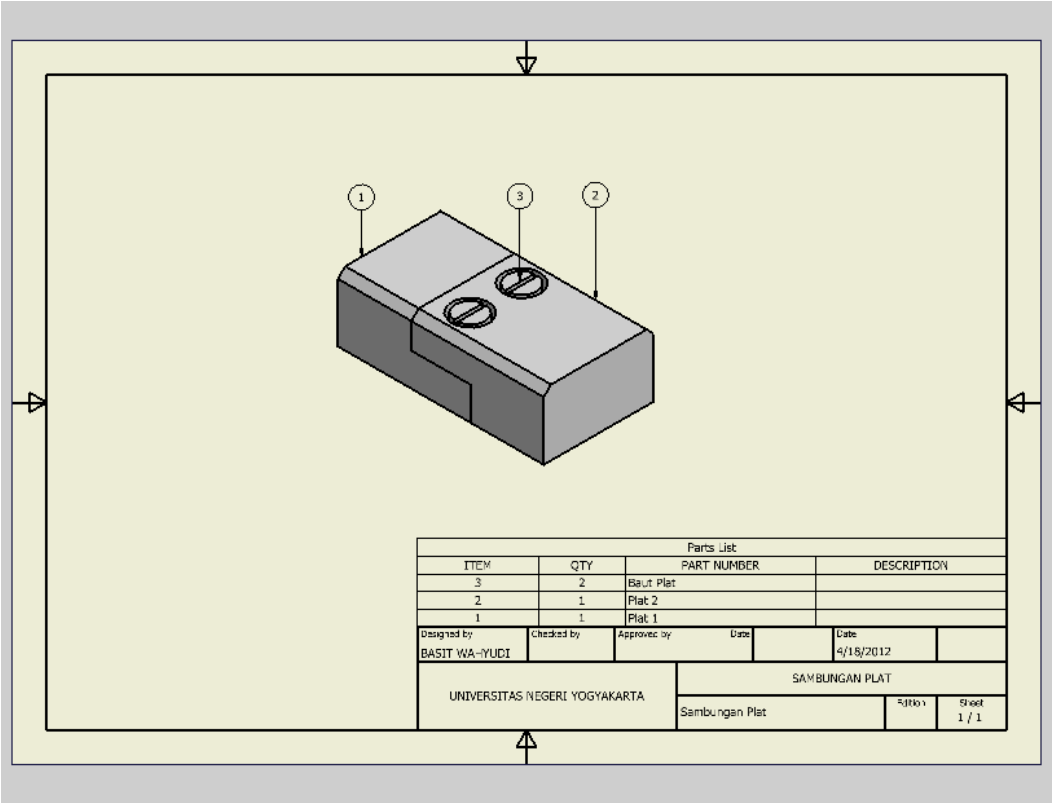 1
3
2
Parts List
ITEM QTY PART NUMBER DESCRIPTION
3 2 Baut Plat
2 1 Plat 2
1 1 Plat 1
Designed by Checked by Approved by Date Date
BASIT WAHYUDI 4/18/2012
SAMBUNGAN PLAT
UNIVERSITAS NEGERI YOGYAKARTA
Edition Sheet
Sambungan Plat 1 / 1